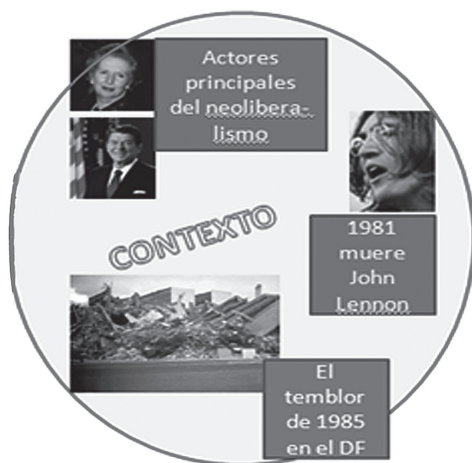 Actores
principales
del neolibera-
lismo
CONTEXTO
1981
muere
John
Lennon
El
temblor
de 1985
en el DF